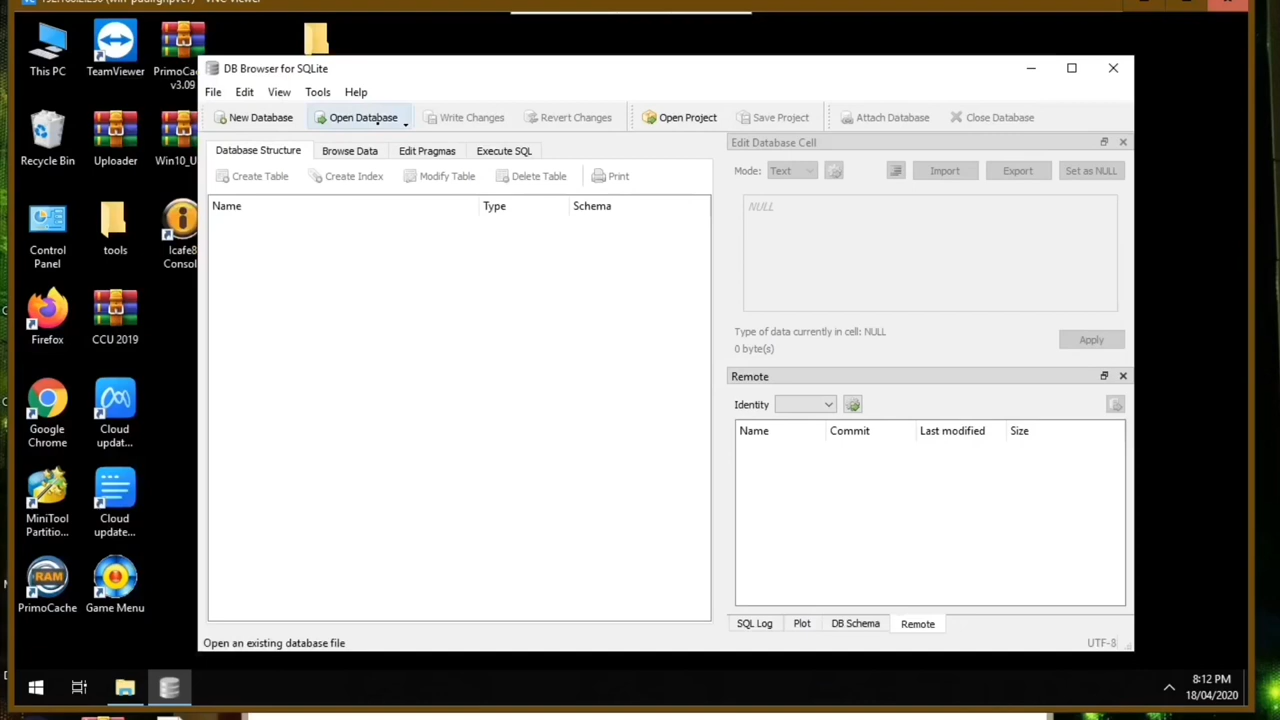 This PC
TeamViewer
PrimoCac
v3.09
Recycle Bin
Uploader
Win10_U
Control
Panel
tools
Icafe8
Consol
Firefox
CCU 2019
Google
Chrome
Cloud
updat...
MiniTool
Partitio...
Cloud
update...
RAM
PrimoCache
Game Menu
DB Browser for SQLite
File Edit View Tools Help
New Database Open Database Write Changes Revert Changes Open Project Save Project Attach Database Close Database
Database Structure Browse Data Edit Pragmas Execute SQL
Create Table Create Index Modify Table Delete Table Print
Name Type Schema
Edit Database Cell
Mode: Text Import Export Set as NULL
NULL
Type of data currently in cell: NULL
0 byte(s)
Apply
Remote
Identity
Name Commit Last modified Size
SQL Log Plot DB Schema Remote
Open an existing database file
UTF-8
8:12 PM
18/04/2020